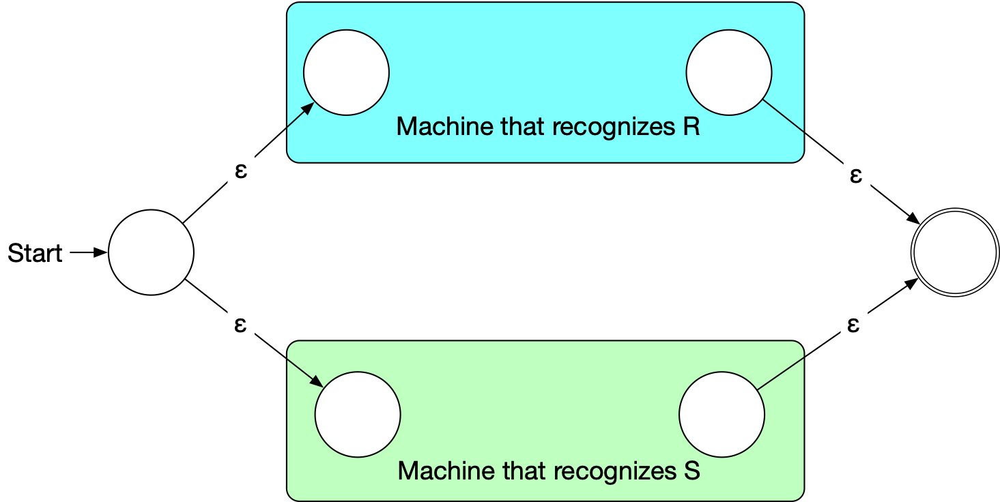 Machine that recognizes R
ε
ε
Start
ε
ε
Machine that recognizes S